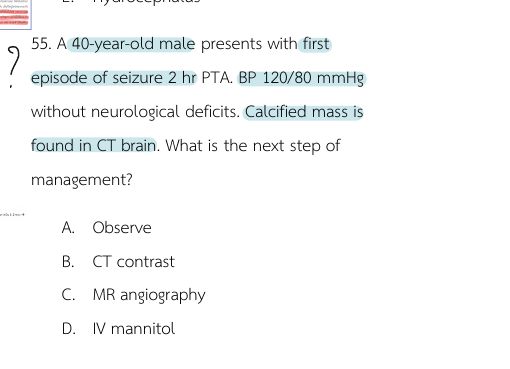 E. Hydrocephalus
?
55. A 40-year-old male presents with first
episode of seizure 2 hr PTA. BP 120/80 mmHg
without neurological deficits. Calcified mass is
found in CT brain. What is the next step of
management?
A. Observe
B. CT contrast
C. MR angiography
D. IV mannitol